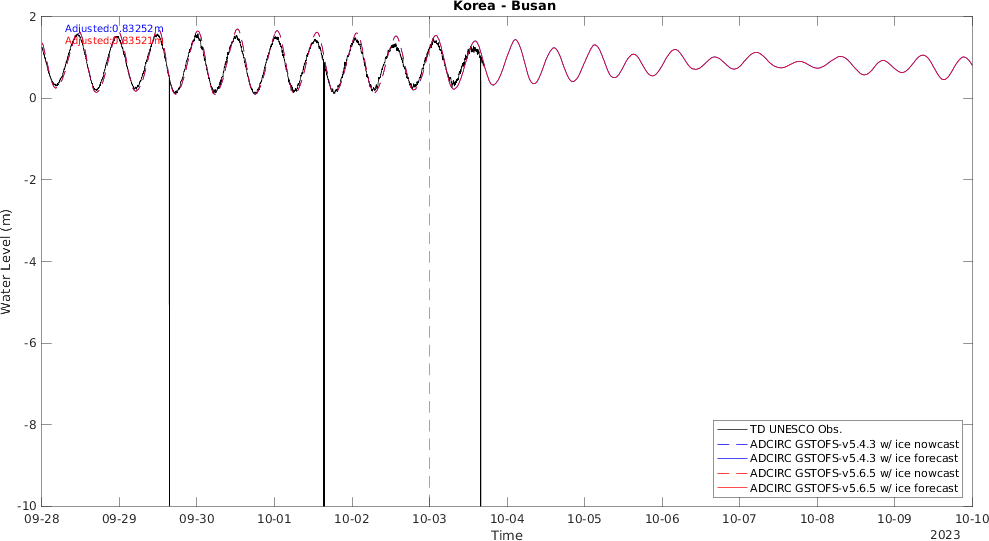 Korea - Busan
Adjusted:0.83252m
Adjusted:0.83521m
2
0
-2
-4
-6
-8
-10
Water Level (m)
TD UNESCO Obs.
ADCIRC GSTOFS-v5.4.3 w/ ice nowcast
ADCIRC GSTOFS-v5.4.3 w/ ice forecast
ADCIRC GSTOFS-v5.6.5 w/ ice nowcast
ADCIRC GSTOFS-v5.6.5 w/ ice forecast
09-28 09-29 09-30 10-01 10-02 10-03 10-04 10-05 10-06 10-07 10-08 10-09 10-10
Time
2023